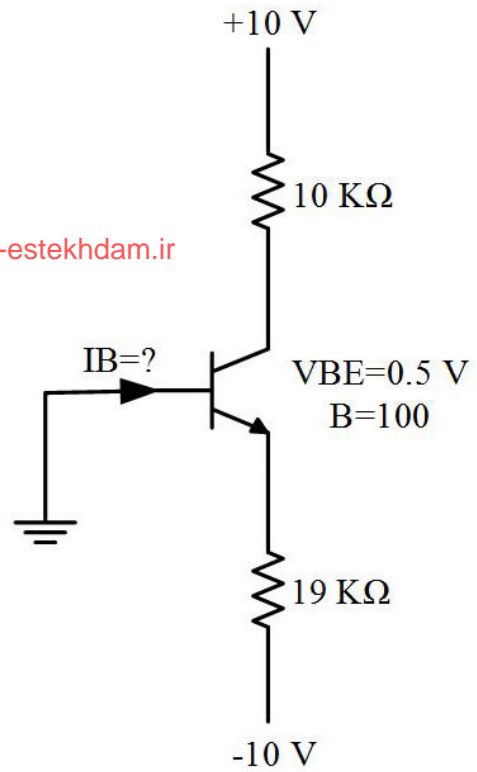 +10 V
10 KΩ
-estekhdam.ir
IB=?
VBE=0.5 V
B=100
19 KΩ
-10 V